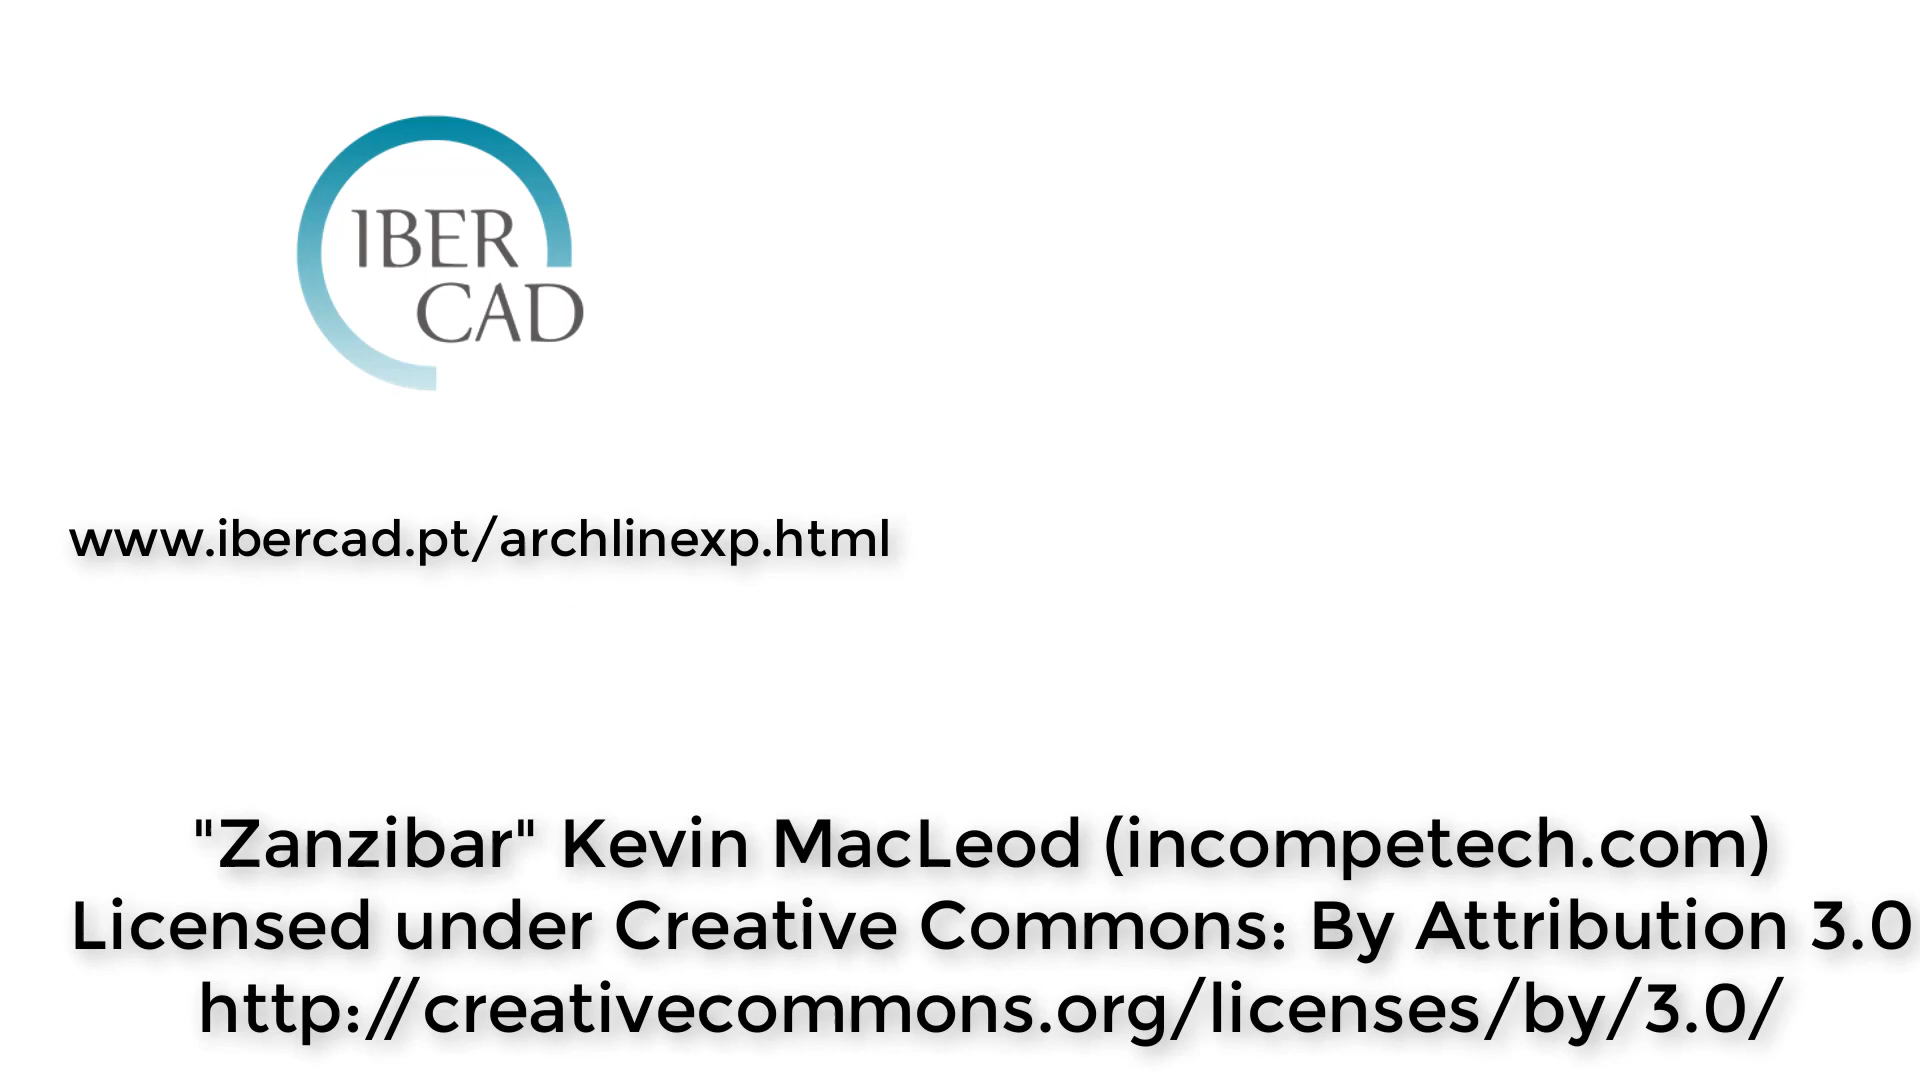 IBER
CAD
www.ibercad.pt/archlinexp.html
"Zanzibar" Kevin MacLeod (incompetech.com)
Licensed under Creative Commons: By Attribution 3.0
http://creativecommons.org/licenses/by/3.0/